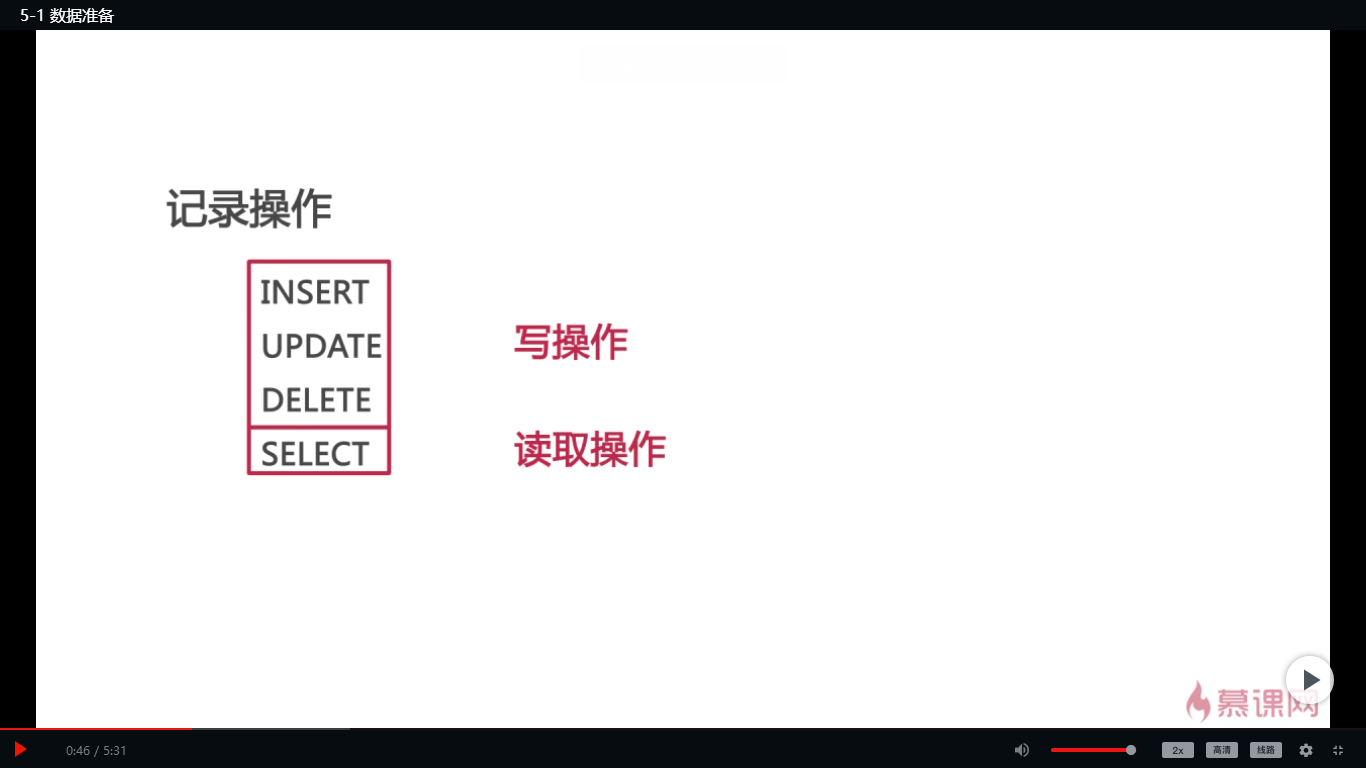 5-1 数据准备
记录操作
INSERT
UPDATE
写操作
DELETE
SELECT
读取操作
慕课网
0:46 / 5:31
2x
高清
线路